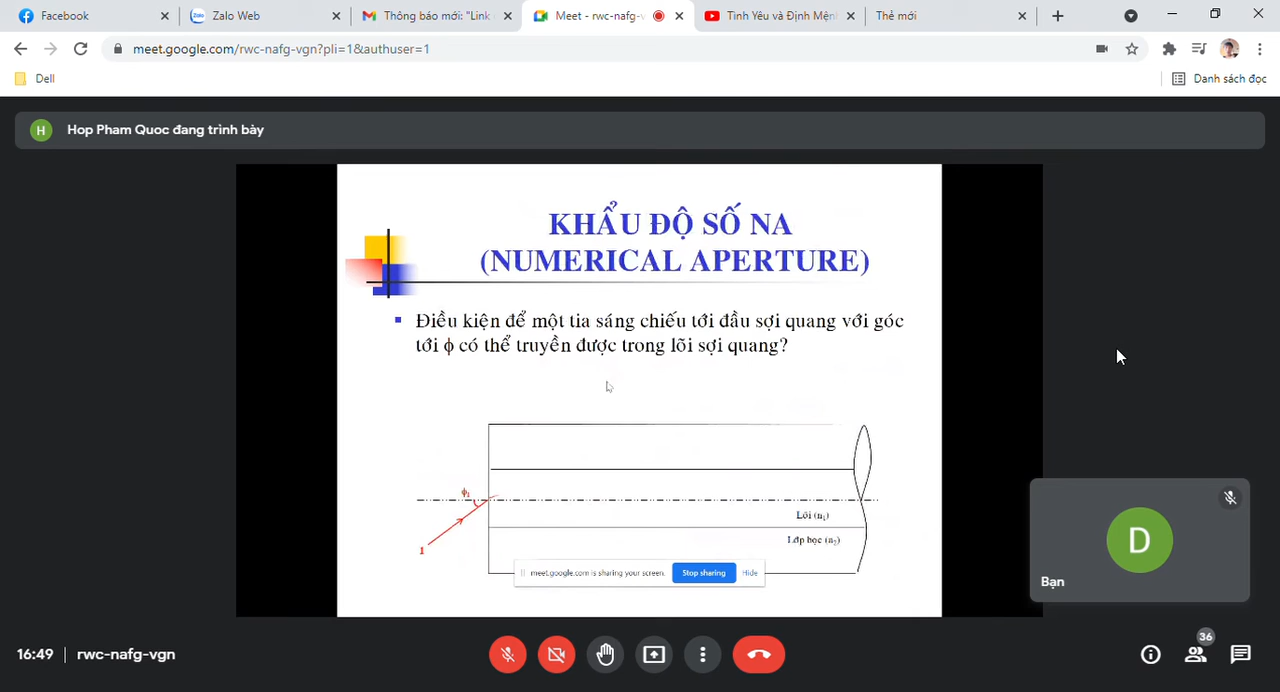 Facebook
Zalo Web
Thông báo mới: "Link
Meet - rwc-nafg-v
Tình Yêu và Định Mện
Thẻ mới
meet.google.com/rwc-nafg-vgn?pli=1&authuser=1
Dell
Danh sách đọc
H
Hop Pham Quoc đang trình bày
KHẨU ĐỘ SỐ NA
(NUMERICAL APERTURE)
Điều kiện để một tia sáng chiếu tới đầu sợi quang với góc
tới ϕ có thể truyền được trong lõi sợi quang?
ϕ1
1
Lõi (n1)
Lớp bọc (n2)
meet.google.com is sharing your screen.
Stop sharing
Hide
D
Bạn
16:49
rwc-nafg-vgn
36